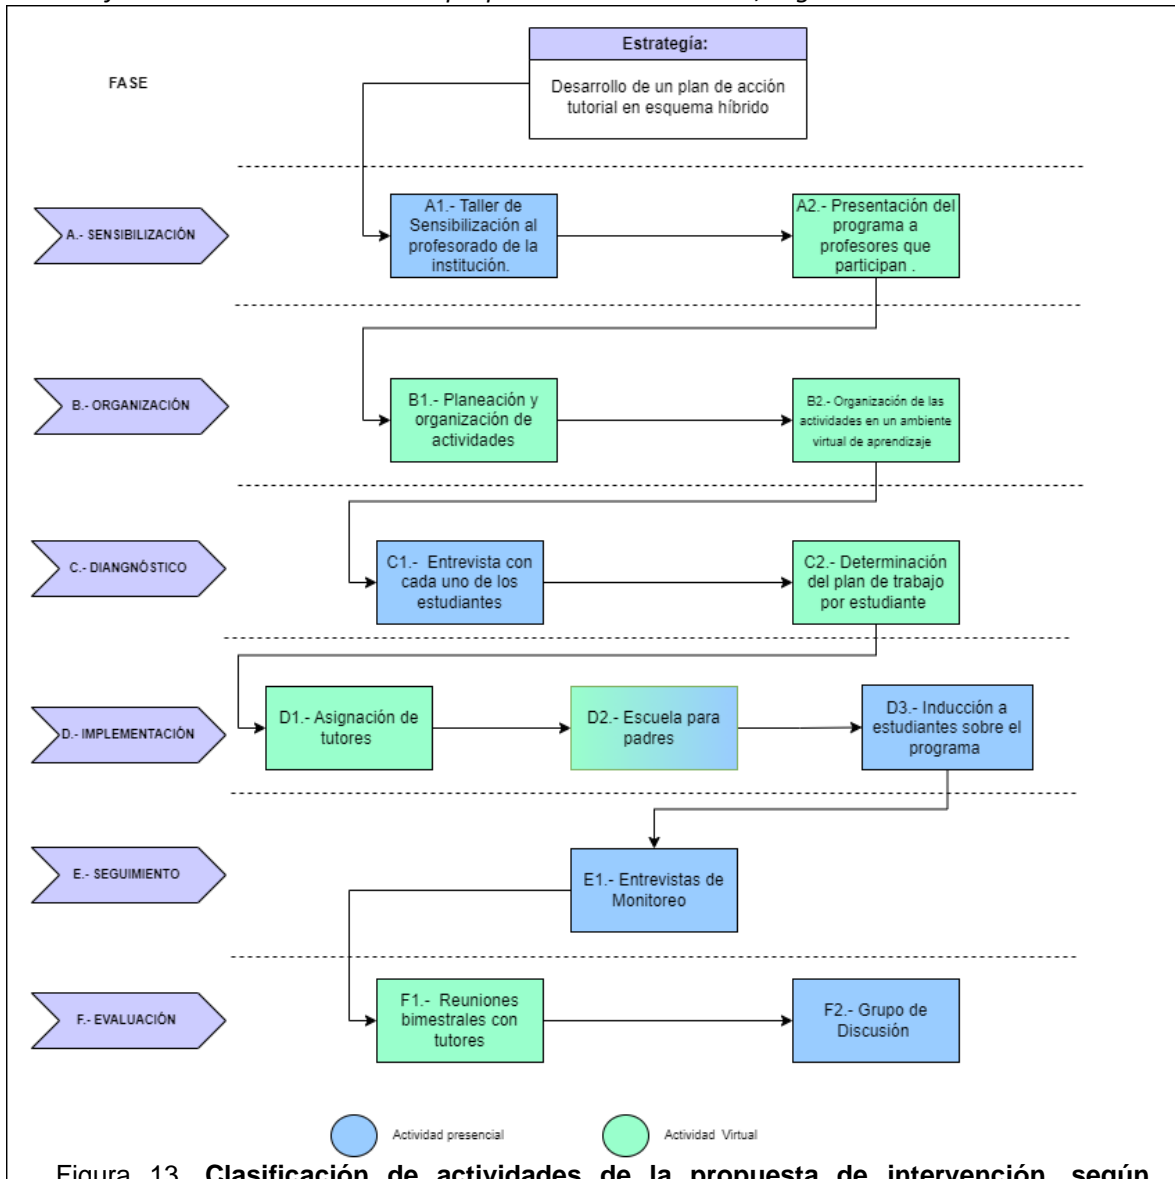 Estrategía:
Desarrollo de un plan de acción
tutorial en esquema híbrido
FASE
A.- SENSIBILIZACIÓN
A1.- Taller de
Sensibilización al
profesorado de la
institución.
A2.- Presentación del
programa a
profesores que
participan .
B.- ORGANIZACIÓN
B1.- Planeación y
organización de
actividades
B2.- Organización de las
actividades en un ambiente
virtual de aprendizaje
C.- DIANGNÓSTICO
C1.- Entrevista con
cada uno de los
estudiantes
C2.- Determinación
del plan de trabajo
por estudiante
D.- IMPLEMENTACIÓN
D1.- Asignación de
tutores
D2.- Escuela para
padres
D3.- Inducción a
estudiantes sobre el
programa
E.- SEGUIMIENTO
E1.- Entrevistas de
Monitoreo
F.- EVALUACIÓN
F1.- Reuniones
bimestrales con
tutores
F2.- Grupo de
Discusión
Actividad presencial
Actividad Virtual
Figura 13. Clasificación de actividades de la propuesta de intervención, según